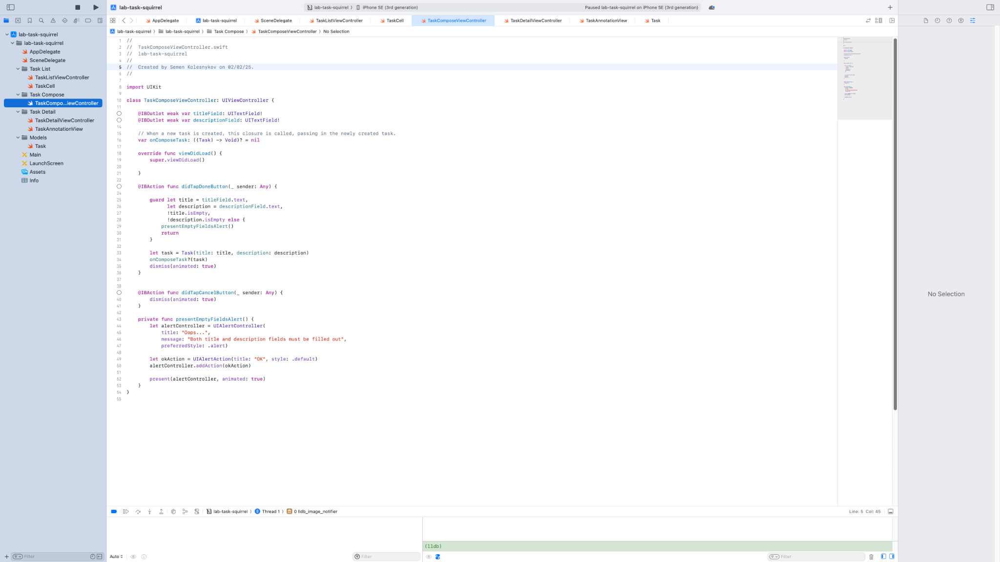 lab-task-squirrel
lab-task-squirrel 〉 iPhone SE (3rd generation)
Paused lab-task-squirrel on iPhone SE (3rd generation)
AppDelegate
lab-task-squirrel
SceneDelegate
TaskListViewController
TaskCell
TaskComposeViewController
TaskDetailViewController
TaskAnnotationView
Task
lab-task-squirrel 〉 lab-task-squirrel 〉 Task Compose 〉 TaskComposeViewController 〉 No Selection
lab-task-squirrel
lab-task-squirrel
AppDelegate
SceneDelegate
Task List
TaskListViewController
TaskCell
Task Compose
TaskCompo...iewController
Task Detail
TaskDetailViewController
TaskAnnotationView
Models
Task
Main
LaunchScreen
Assets
Info
Filter
1 //
2 //  TaskComposeViewController.swift
3 //  lab-task-squirrel
4 //
5 //  Created by Semen Kolesnykov on 02/02/25.
6 //
7
8 import UIKit
9
10 class TaskComposeViewController: UIViewController {
11
@IBOutlet weak var titleField: UITextField!
@IBOutlet weak var descriptionField: UITextField!
14
15 // When a new task is created, this closure is called, passing in the newly created task.
16 var onComposeTask: ((Task) -> Void)? = nil
17
18 override func viewDidLoad() {
19 super.viewDidLoad()
20
21 }
22
@IBAction func didTapDoneButton(_ sender: Any) {
24
25 guard let title = titleField.text,
26 let description = descriptionField.text,
27 !title.isEmpty,
28 !description.isEmpty else {
29 presentEmptyFieldsAlert()
30 return
31 }
32
33 let task = Task(title: title, description: description)
34 onComposeTask?(task)
35 dismiss(animated: true)
36 }
37
38
@IBAction func didTapCancelButton(_ sender: Any) {
40 dismiss(animated: true)
41 }
42
43 private func presentEmptyFieldsAlert() {
44 let alertController = UIAlertController(
45 title: "Oops...",
46 message: "Both title and description fields must be filled out",
47 preferredStyle: .alert)
48
49 let okAction = UIAlertAction(title: "OK", style: .default)
50 alertController.addAction(okAction)
51
52 present(alertController, animated: true)
53 }
54 }
55
No Selection
lab-task-squirrel 〉 Thread 1 〉 0 lldb_image_notifier
Line: 5 Col: 45
(lldb)
Auto
Filter
Filter